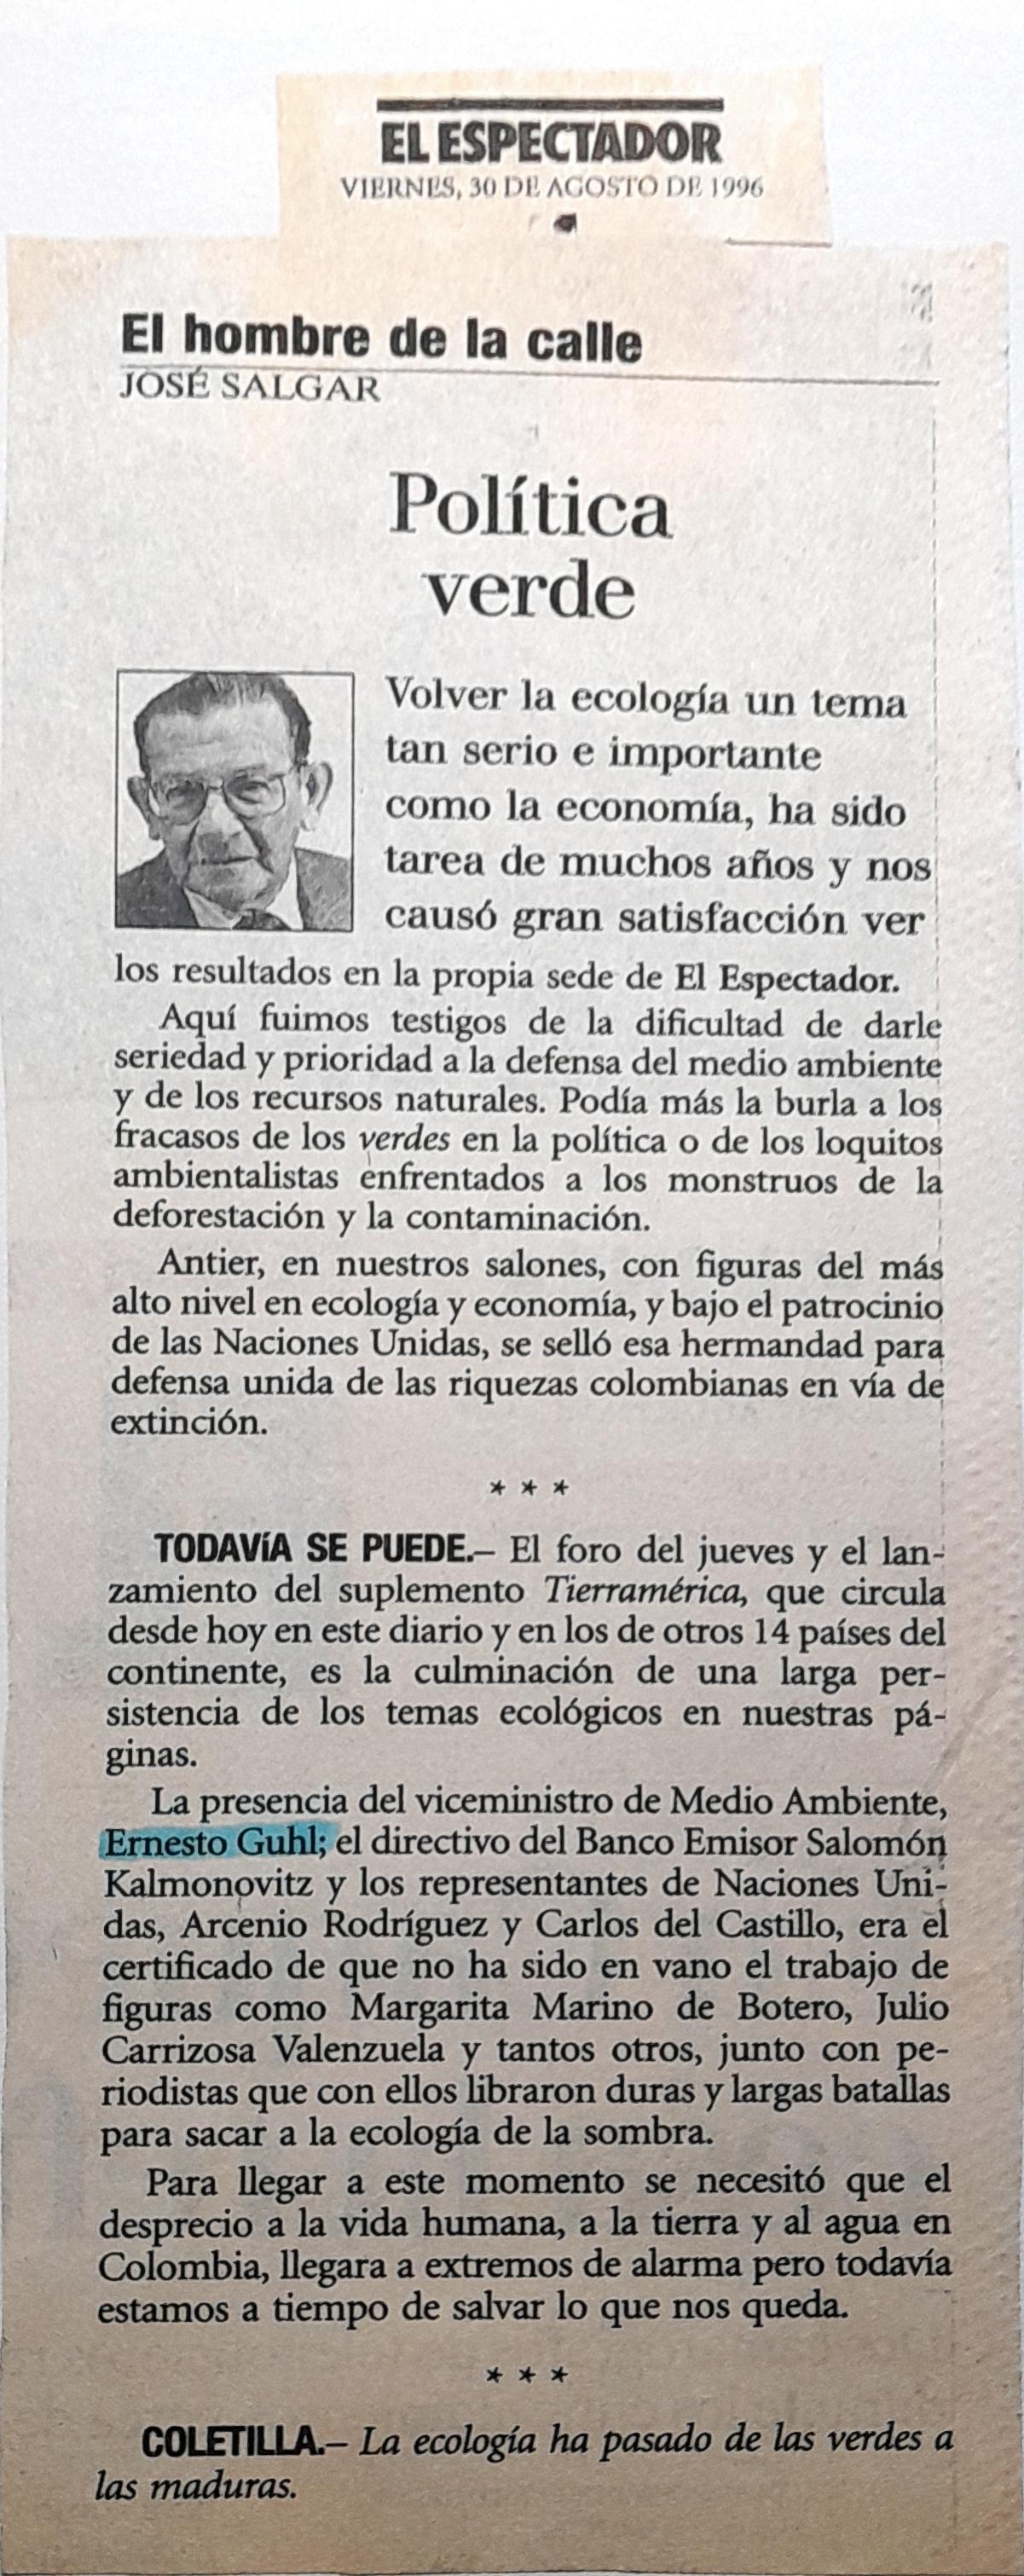 EL ESPECTADOR
VIERNES, 30 DE AGOSTO DE 1996
El hombre de la calle
JOSÉ SALGAR
Política
verde
Volver la ecología un tema
tan serio e importante
como la economía, ha sido
tarea de muchos años y nos
causó gran satisfacción ver
los resultados en la propia sede de El Espectador.
Aquí fuimos testigos de la dificultad de darle
seriedad y prioridad a la defensa del medio ambiente
y de los recursos naturales. Podía más la burla a los
fracasos de los verdes en la política o de los loquitos
ambientalistas enfrentados a los monstruos de la
deforestación y la contaminación.
Antier, en nuestros salones, con figuras del más
alto nivel en ecología y economía, y bajo el patrocinio
de las Naciones Unidas, se selló esa hermandad para
defensa unida de las riquezas colombianas en vía de
extinción.
* * *
TODAVíA SE PUEDE.– El foro del jueves y el lan-
zamiento del suplemento Tierramérica, que circula
desde hoy en este diario y en los de otros 14 países del
continente, es la culminación de una larga per-
sistencia de los temas ecológicos en nuestras pá-
ginas.
La presencia del viceministro de Medio Ambiente,
Ernesto Guhl; el directivo del Banco Emisor Salomón
Kalmonovitz y los representantes de Naciones Uni-
das, Arcenio Rodríguez y Carlos del Castillo, era el
certificado de que no ha sido en vano el trabajo de
figuras como Margarita Marino de Botero, Julio
Carrizosa Valenzuela y tantos otros, junto con pe-
riodistas que con ellos libraron duras y largas batallas
para sacar a la ecología de la sombra.
Para llegar a este momento se necesitó que el
desprecio a la vida humana, a la tierra y al agua en
Colombia, llegara a extremos de alarma pero todavía
estamos a tiempo de salvar lo que nos queda.
* * *
COLETILLA.– La ecología ha pasado de las verdes a
las maduras.